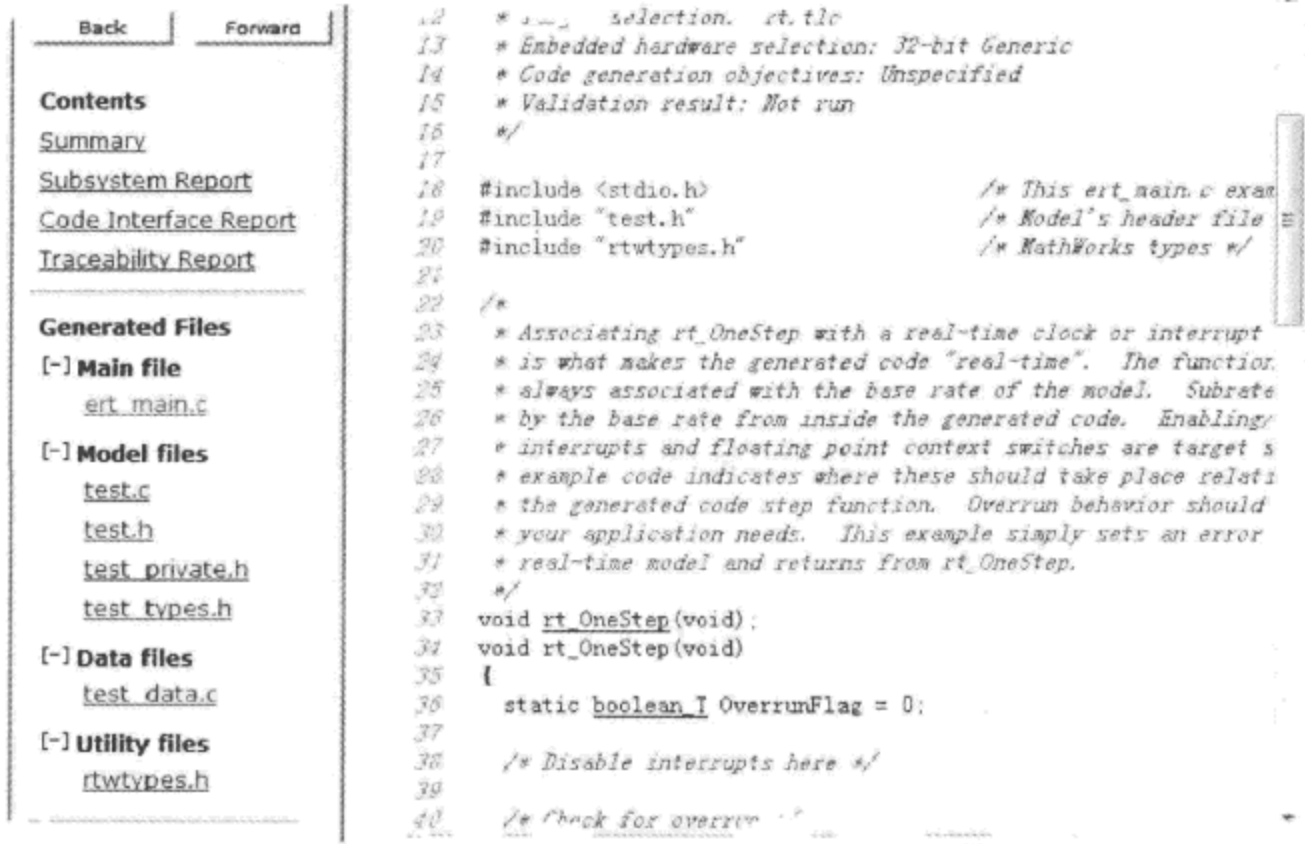 Back Forward
Contents
Summary
Subsystem Report
Code Interface Report
Traceability Report
Generated Files
[-] Main file
ert_main.c
[-] Model files
test.c
test.h
test_private.h
test_types.h
[-] Data files
test_data.c
[-] Utility files
rtwtypes.h
12 * selection. rt.tlc
13 * Embedded hardware selection: 32-bit Generic
14 * Code generation objectives: Unspecified
15 * Validation result: Not run
16 */
17
18 #include <stdio.h> /* This ert_main.c exam
19 #include "test.h" /* Model's header file
20 #include "rtwtypes.h" /* MathWorks types */
21
22 /*
23 * Associating rt_OneStep with a real-time clock or interrupt
24 * is what makes the generated code "real-time". The function
25 * always associated with the base rate of the model. Subrate
26 * by the base rate from inside the generated code. Enabling/
27 * interrupts and floating point context switches are target s
28 * example code indicates where these should take place relati
29 * the generated code step function. Overrun behavior should
30 * your application needs. This example simply sets an error
31 * real-time model and returns from rt_OneStep.
32 */
33 void rt_OneStep(void);
34 void rt_OneStep(void)
35 {
36 static boolean_T OverrunFlag = 0;
37
38 /* Disable interrupts here */
39
40 /* Check for overrun